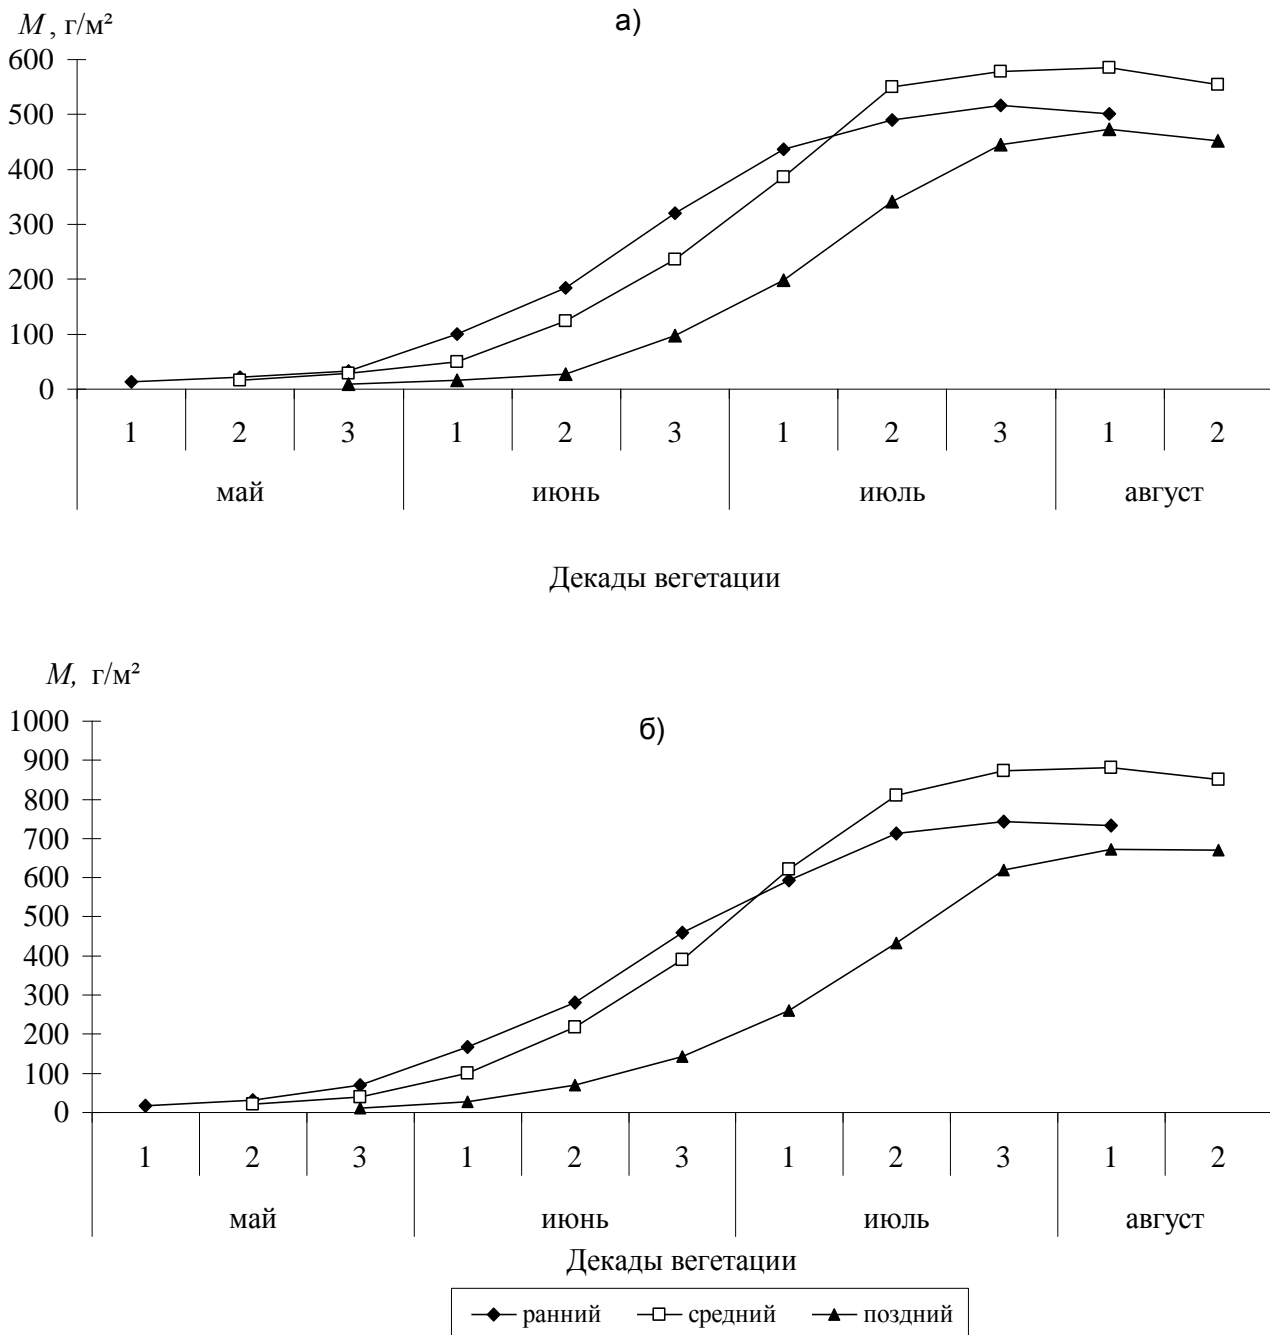 а)
М , г/м²
600
500
400
300
200
100
0
1 2 3 1 2 3 1 2 3 1 2
май июнь июль август
Декады вегетации
М, г/м²
б)
1000
900
800
700
600
500
400
300
200
100
0
1 2 3 1 2 3 1 2 3 1 2
май июнь июль август
Декады вегетации
ранний средний поздний